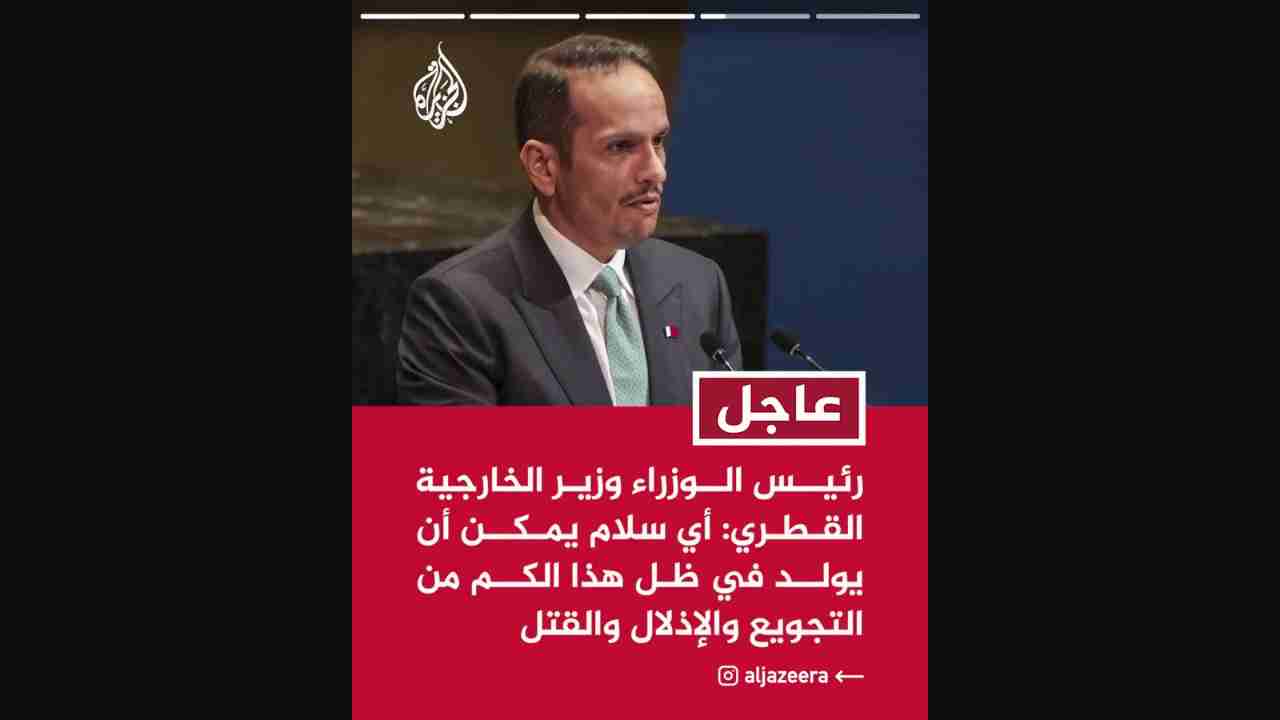 الجزيرة
عاجل
رئيس الوزراء وزير الخارجية
القطري: أي سلام يمكن أن
يولد في ظل هذا الكم من
التجويع والإذلال والقتل
aljazeera